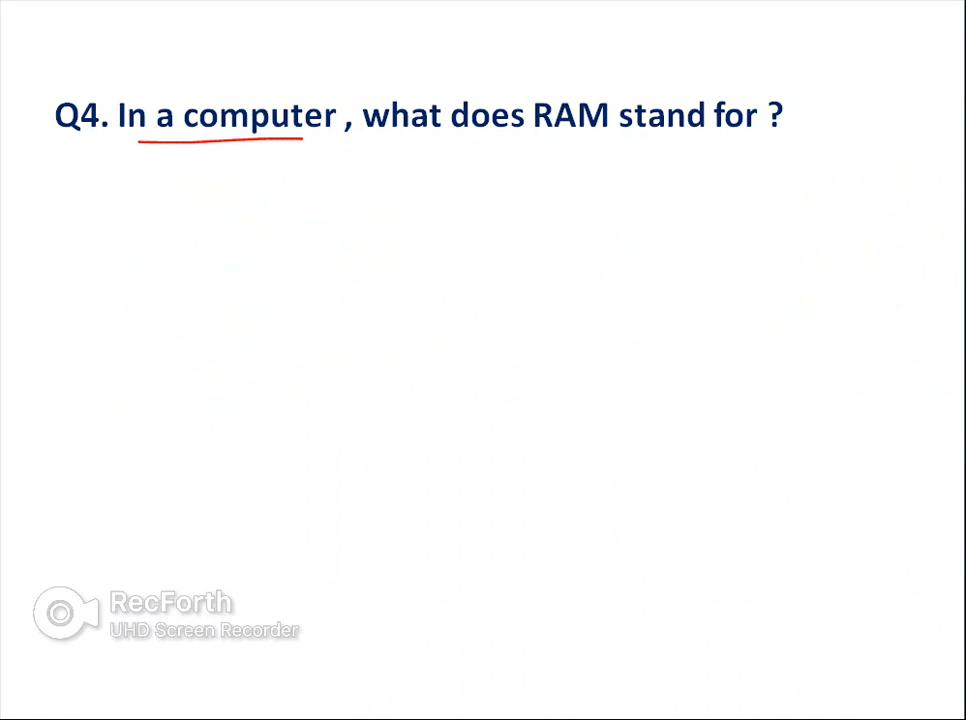 Q4. In a computer , what does RAM stand for ?
RecForth
UHD Screen Recorder